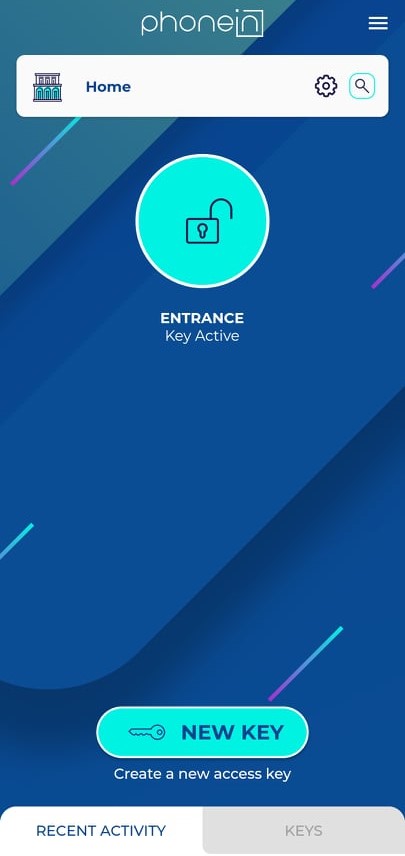 phonein
Home
ENTRANCE
Key Active
NEW KEY
Create a new access key
RECENT ACTIVITY
KEYS